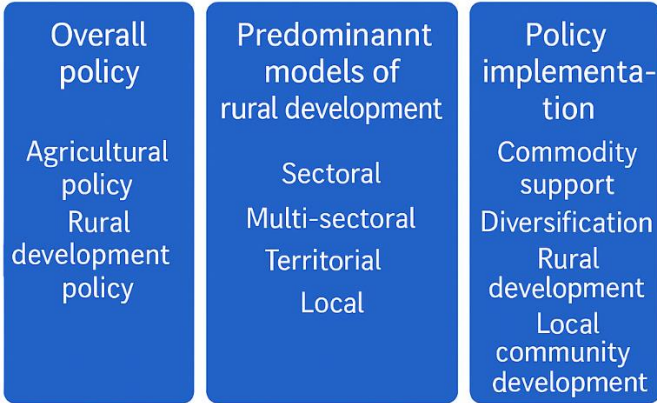 Overall
policy
Agricultural
policy
Rural
development
policy
Predominannt
models of
rural development
Sectoral
Multi-sectoral
Territorial
Local
Policy
implementa-
tion
Commodity
support
Diversification
Rural
development
Local
community
development